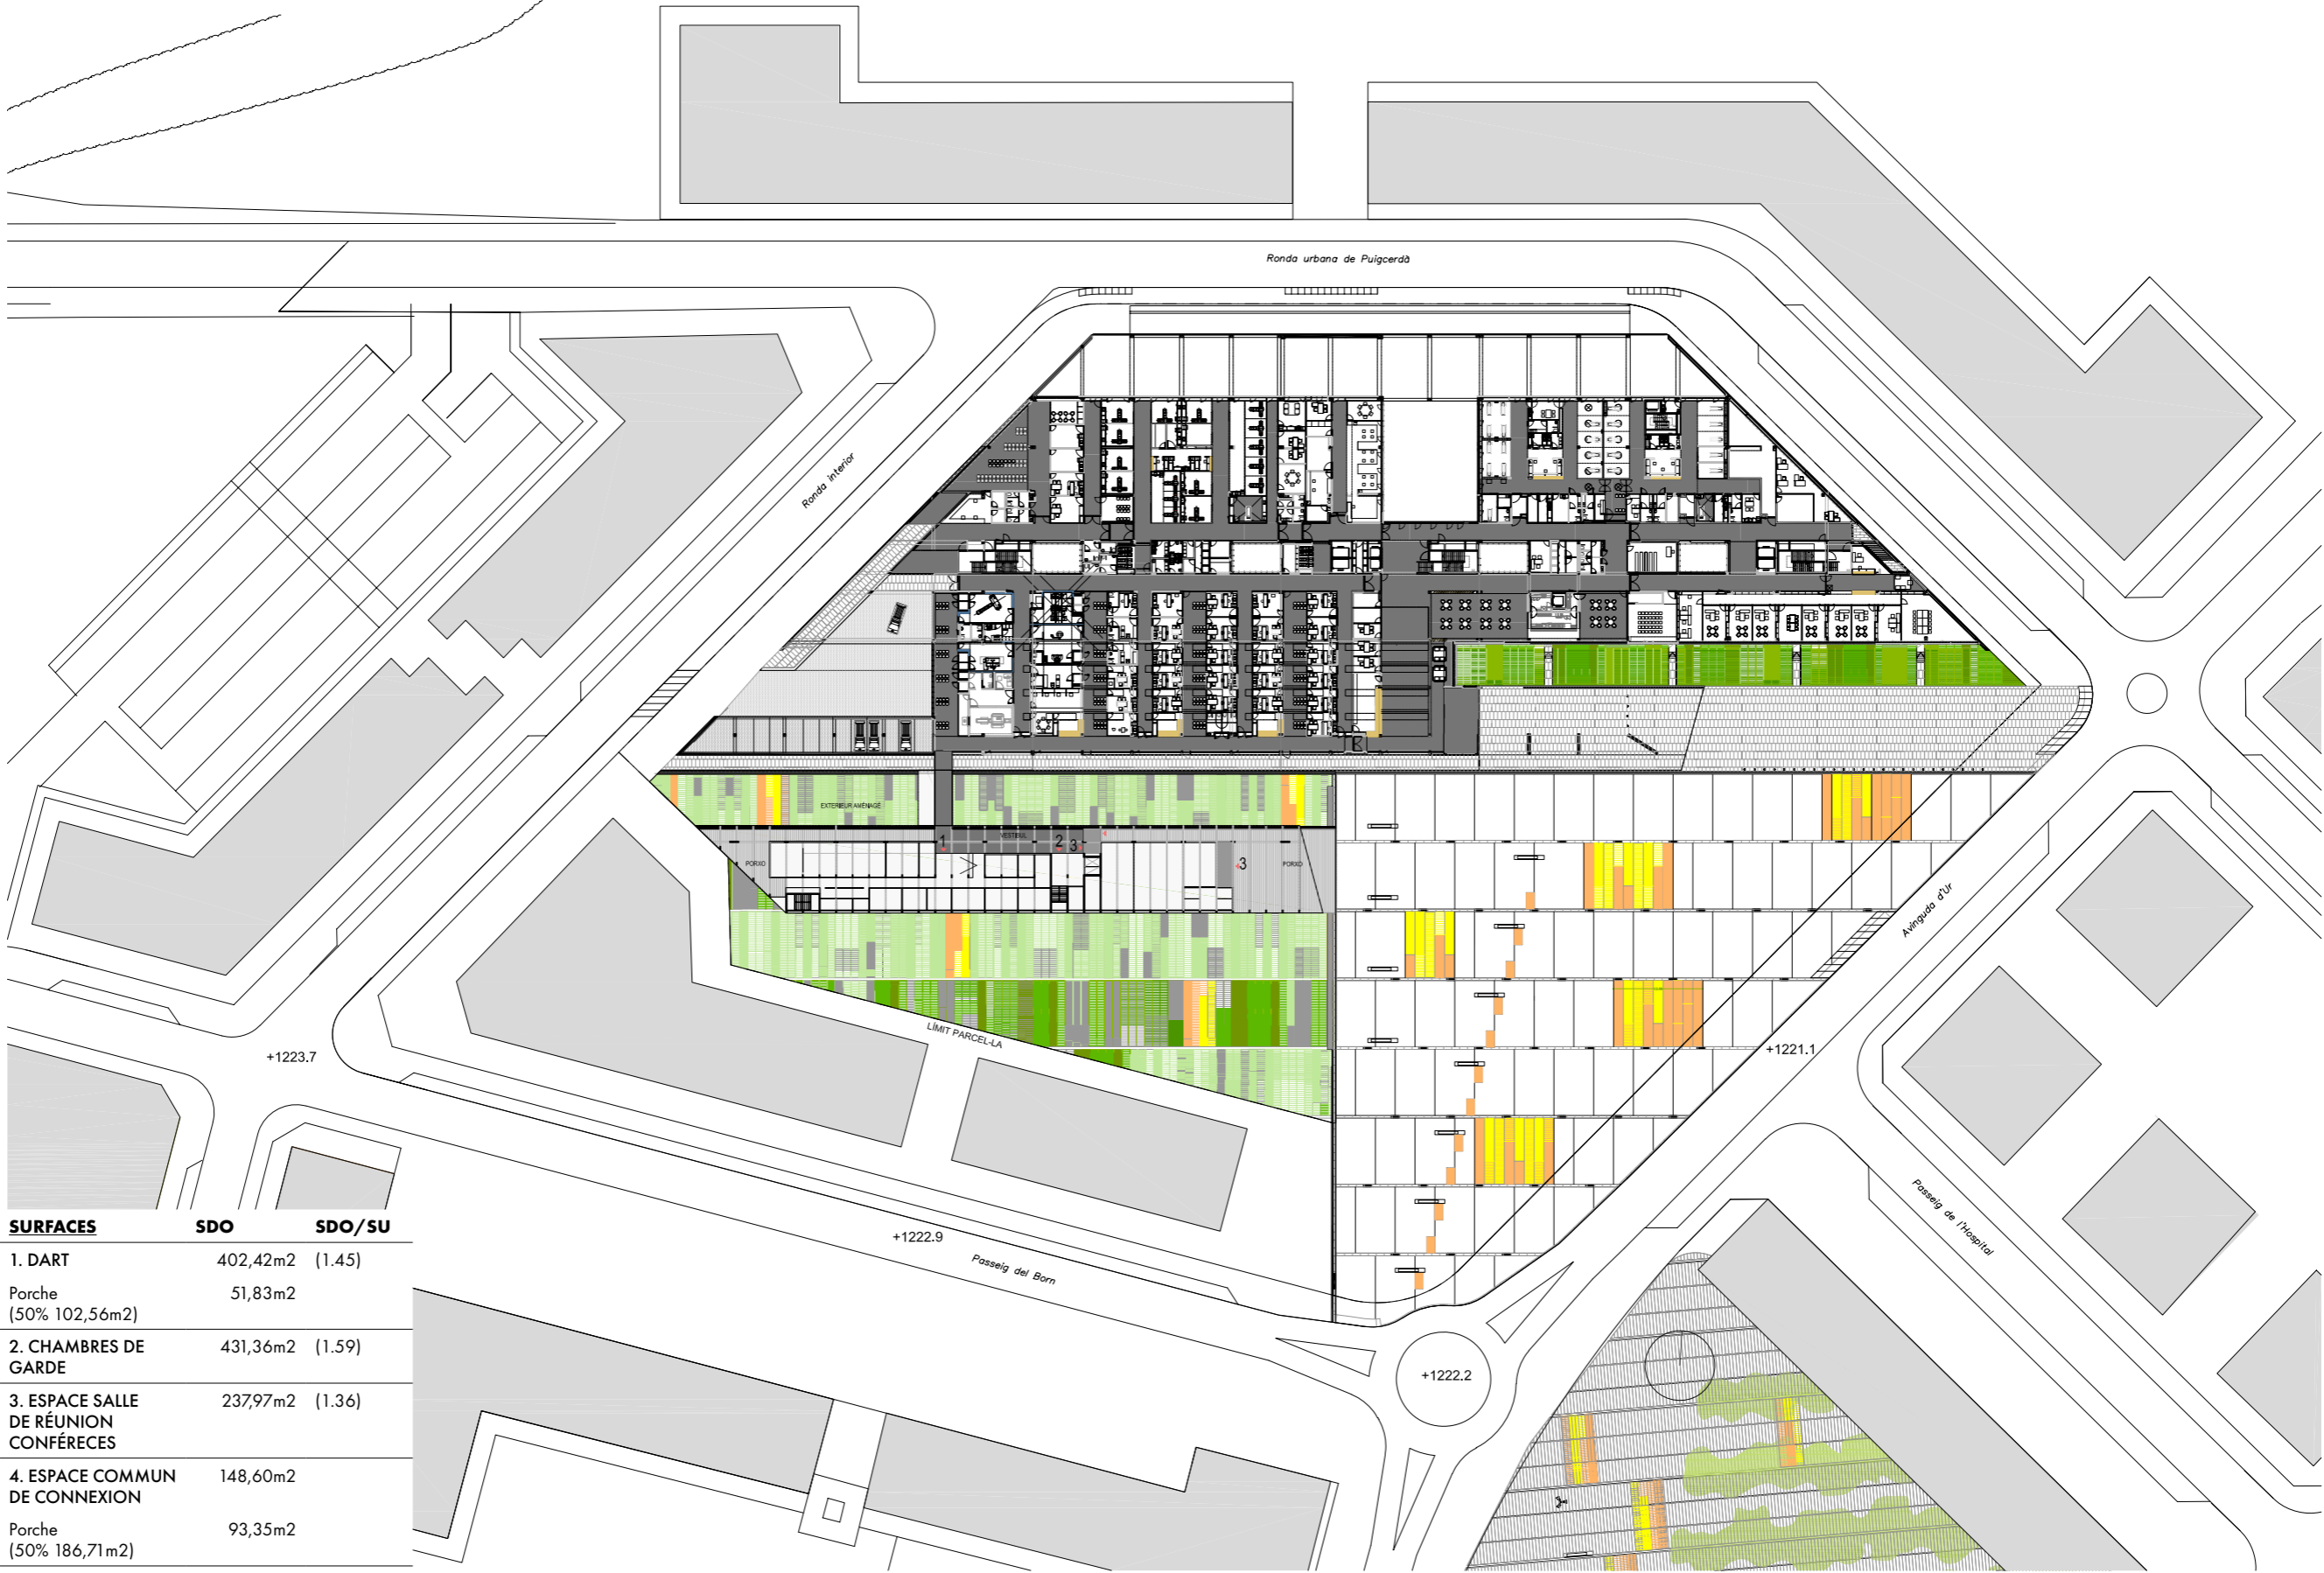 Ronda urbana de Puigcerdà
Ronda interior
EXTERIEUR AMÉNAGÉ
VESTIBUL
1
2
3
PORXO
3
PORXO
Avinguda d'Ur
LÍMIT PARCEL·LA
+1223.7
+1221.1
Passeig de l'Hospital
+1222.9
Passeig del Born
+1222.2
SURFACES SDO SDO/SU
1. DART 402,42m2 (1.45)
Porche 51,83m2
(50% 102,56m2)
2. CHAMBRES DE 431,36m2 (1.59)
GARDE
3. ESPACE SALLE 237,97m2 (1.36)
DE RÉUNION
CONFÉRECES
4. ESPACE COMMUN 148,60m2
DE CONNEXION
Porche 93,35m2
(50% 186,71m2)